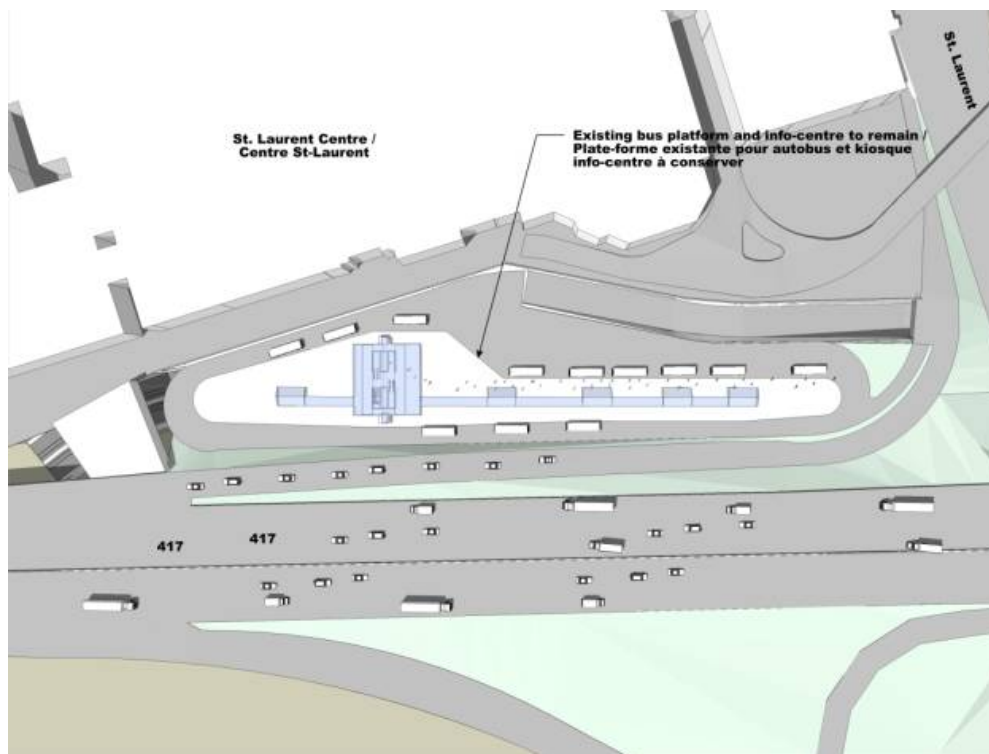 St. Laurent
St. Laurent Centre /
Centre St-Laurent
Existing bus platform and info-centre to remain /
Plate-forme existante pour autobus et kiosque
info-centre à conserver
417
417